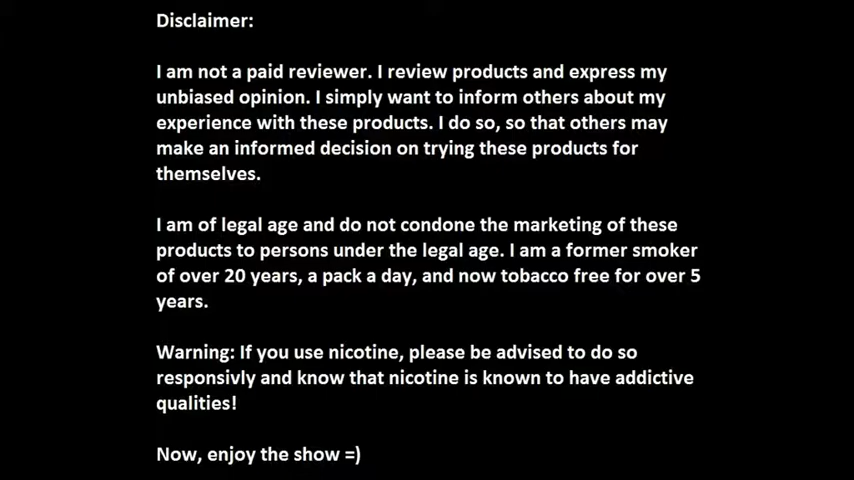 Disclaimer:
I am not a paid reviewer. I review products and express my
unbiased opinion. I simply want to inform others about my
experience with these products. I do so, so that others may
make an informed decision on trying these products for
themselves.
I am of legal age and do not condone the marketing of these
products to persons under the legal age. I am a former smoker
of over 20 years, a pack a day, and now tobacco free for over 5
years.
Warning: If you use nicotine, please be advised to do so
responsivly and know that nicotine is known to have addictive
qualities!
Now, enjoy the show =)